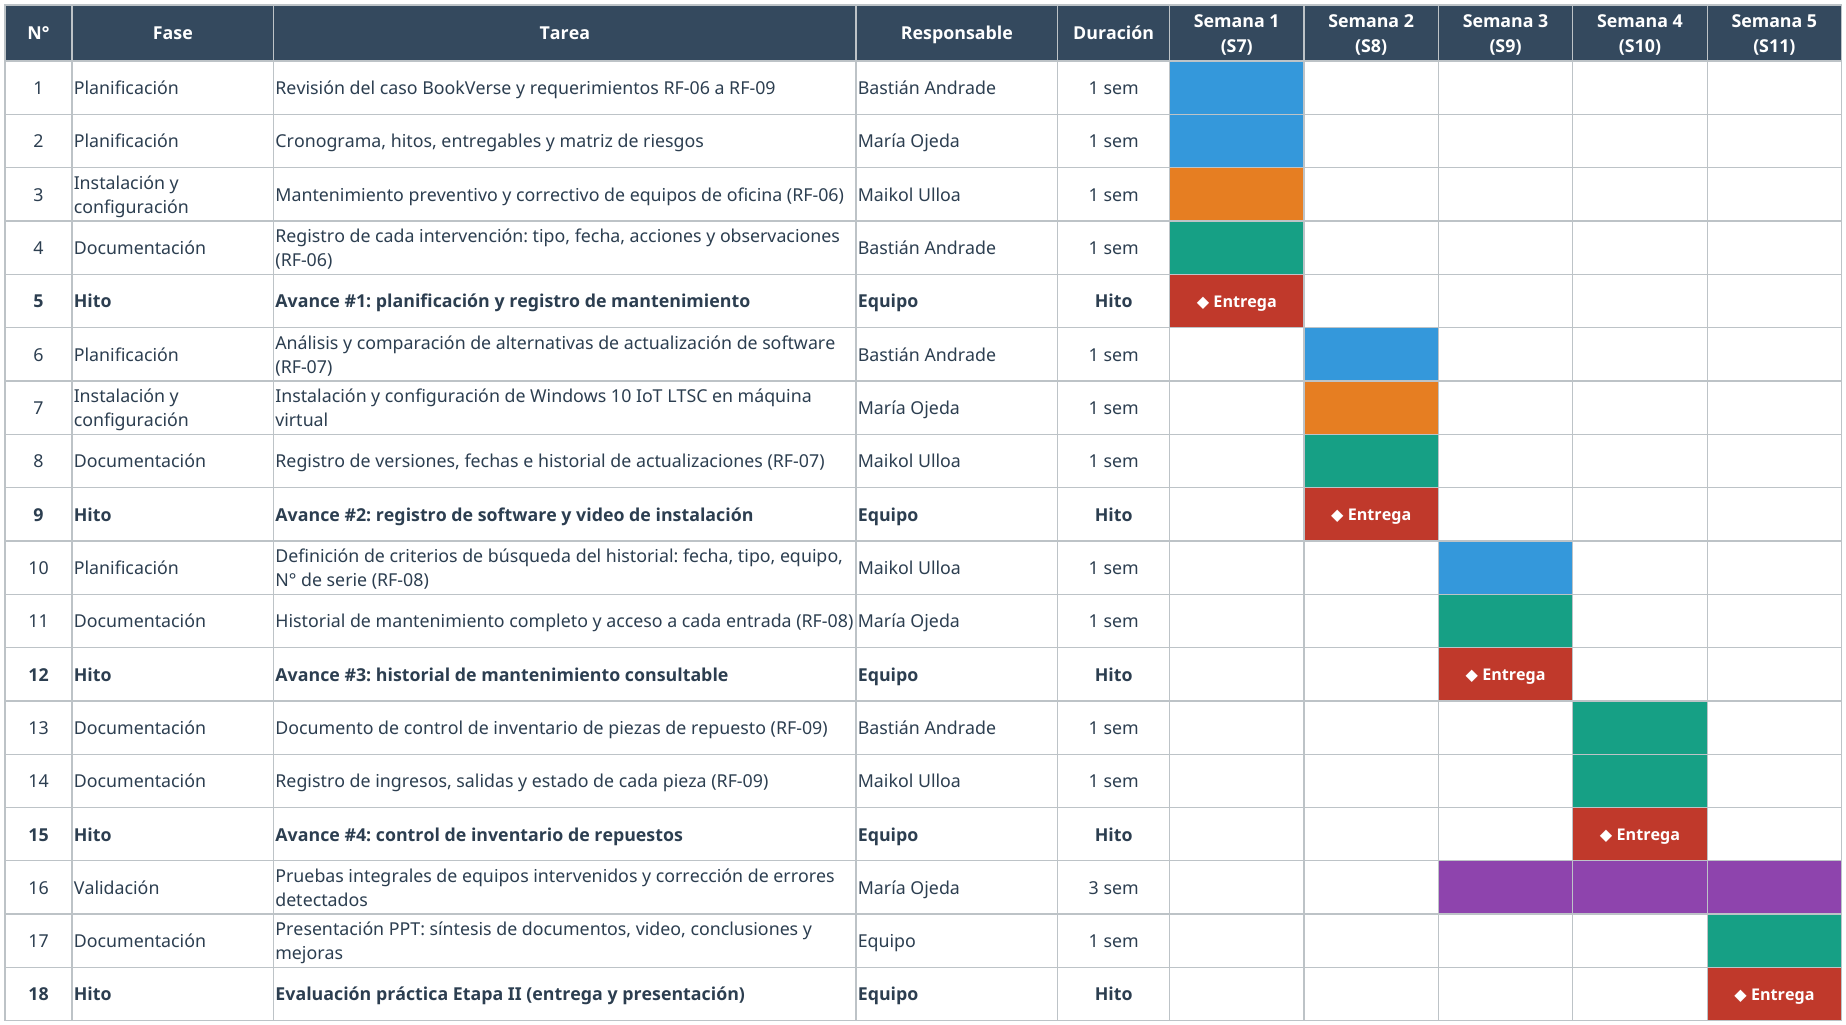 N° Fase Tarea Responsable Duración Semana 1 (S7) Semana 2 (S8) Semana 3 (S9) Semana 4 (S10) Semana 5 (S11)
1 Planificación Revisión del caso BookVerse y requerimientos RF-06 a RF-09 Bastián Andrade 1 sem
2 Planificación Cronograma, hitos, entregables y matriz de riesgos María Ojeda 1 sem
3 Instalación y configuración Mantenimiento preventivo y correctivo de equipos de oficina (RF-06) Maikol Ulloa 1 sem
4 Documentación Registro de cada intervención: tipo, fecha, acciones y observaciones (RF-06) Bastián Andrade 1 sem
5 Hito Avance #1: planificación y registro de mantenimiento Equipo Hito ◆ Entrega
6 Planificación Análisis y comparación de alternativas de actualización de software (RF-07) Bastián Andrade 1 sem
7 Instalación y configuración Instalación y configuración de Windows 10 IoT LTSC en máquina virtual María Ojeda 1 sem
8 Documentación Registro de versiones, fechas e historial de actualizaciones (RF-07) Maikol Ulloa 1 sem
9 Hito Avance #2: registro de software y video de instalación Equipo Hito ◆ Entrega
10 Planificación Definición de criterios de búsqueda del historial: fecha, tipo, equipo, N° de serie (RF-08) Maikol Ulloa 1 sem
11 Documentación Historial de mantenimiento completo y acceso a cada entrada (RF-08) María Ojeda 1 sem
12 Hito Avance #3: historial de mantenimiento consultable Equipo Hito ◆ Entrega
13 Documentación Documento de control de inventario de piezas de repuesto (RF-09) Bastián Andrade 1 sem
14 Documentación Registro de ingresos, salidas y estado de cada pieza (RF-09) Maikol Ulloa 1 sem
15 Hito Avance #4: control de inventario de repuestos Equipo Hito ◆ Entrega
16 Validación Pruebas integrales de equipos intervenidos y corrección de errores detectados María Ojeda 3 sem
17 Documentación Presentación PPT: síntesis de documentos, video, conclusiones y mejoras Equipo 1 sem
18 Hito Evaluación práctica Etapa II (entrega y presentación) Equipo Hito ◆ Entrega